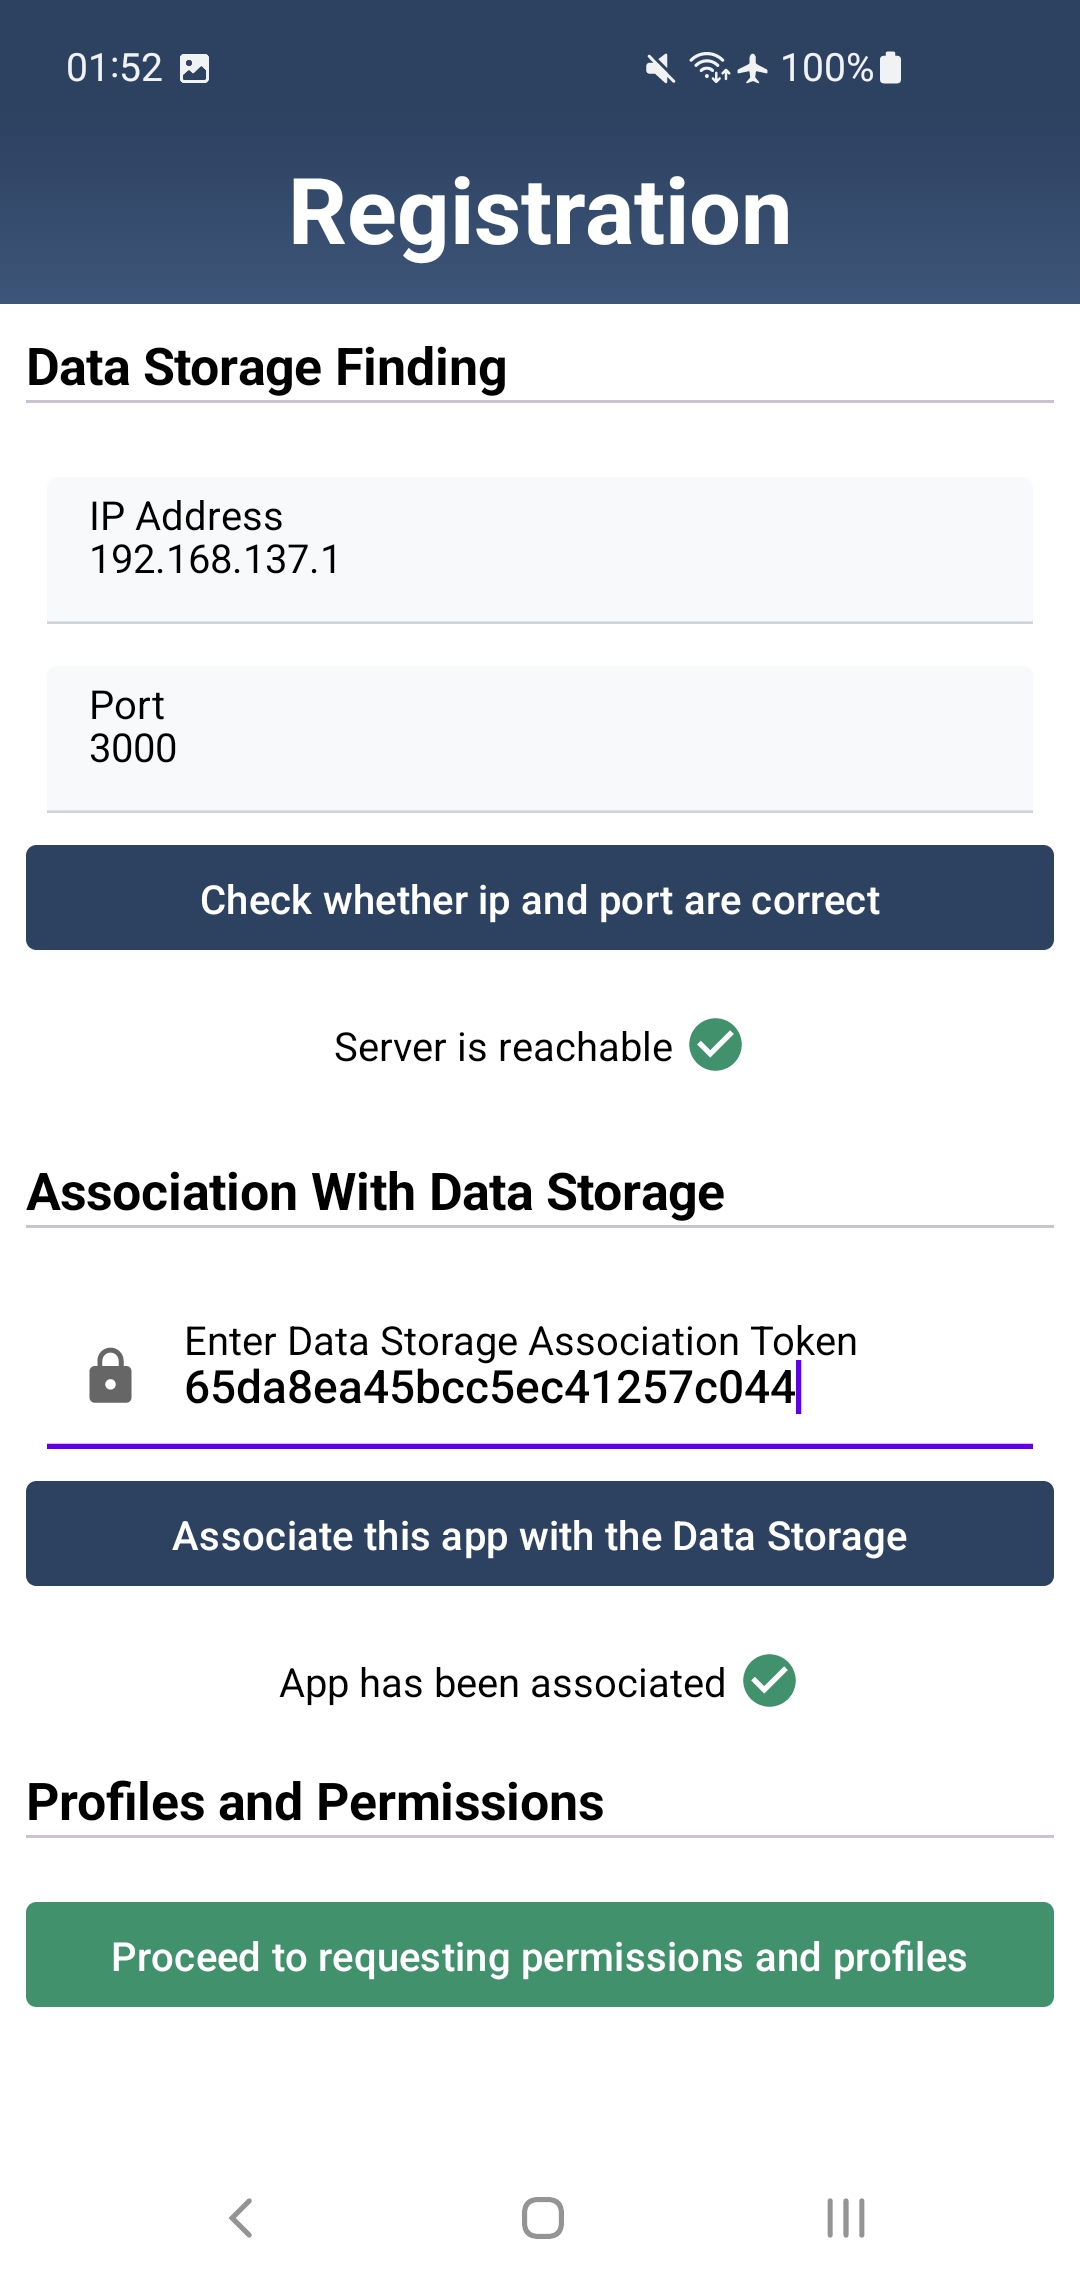 01:52
100%
Registration
Data Storage Finding
IP Address
192.168.137.1
Port
3000
Check whether ip and port are correct
Server is reachable
Association With Data Storage
Enter Data Storage Association Token
65da8ea45bcc5ec41257c044
Associate this app with the Data Storage
App has been associated
Profiles and Permissions
Proceed to requesting permissions and profiles